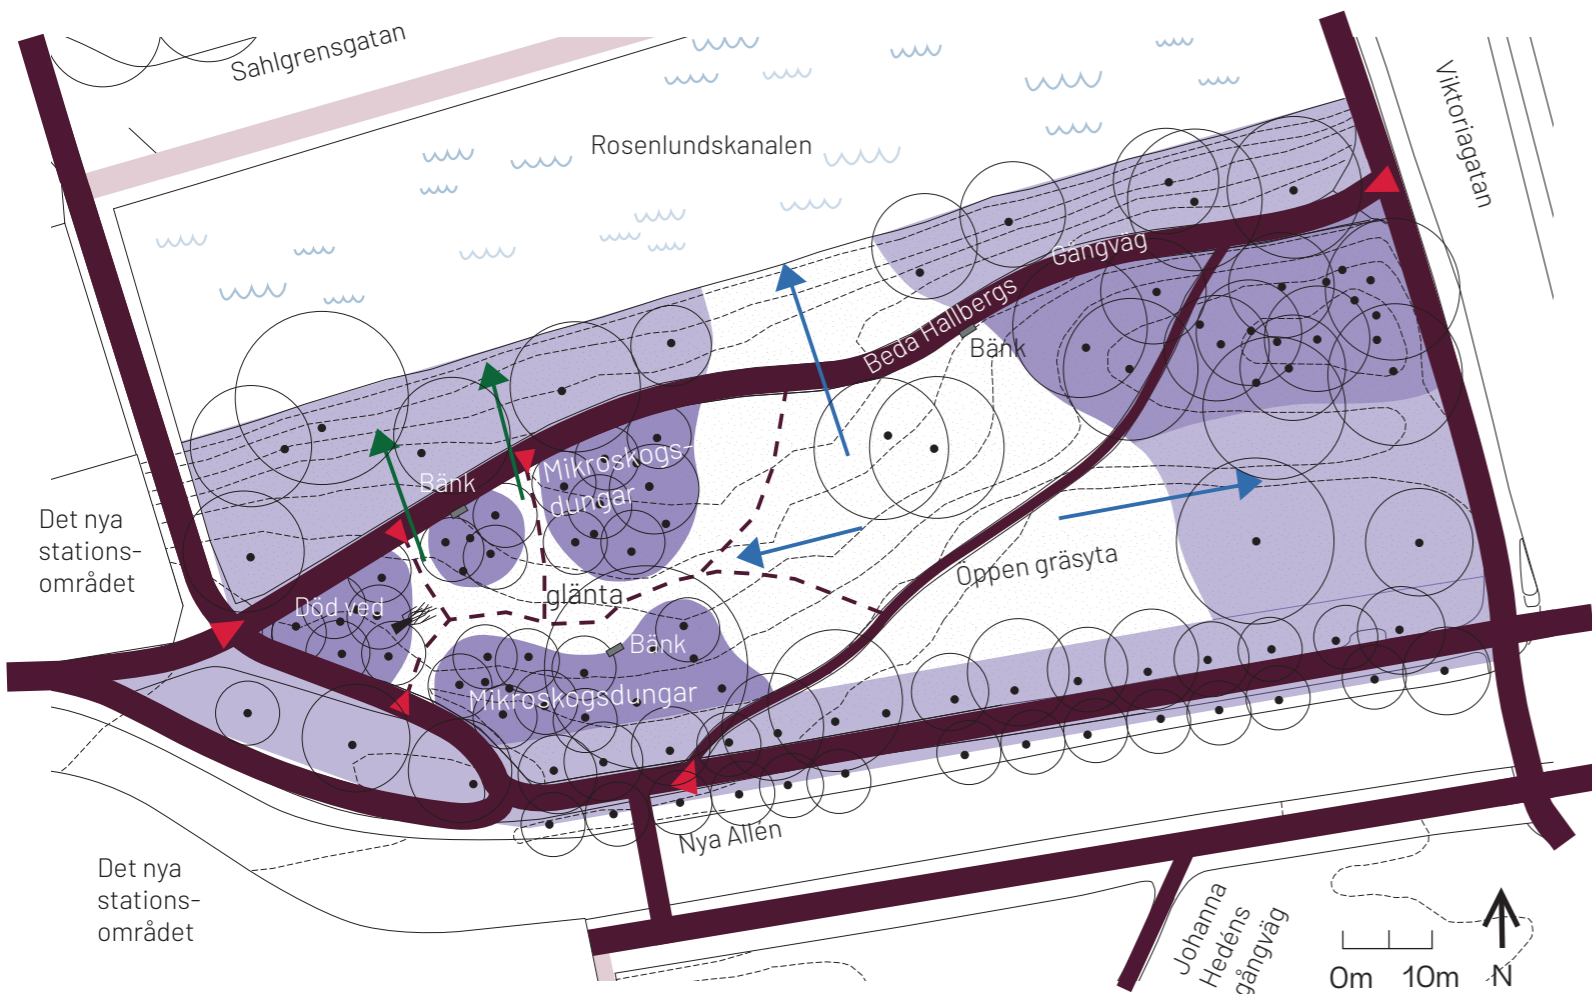 Sahlgrensgatan
Viktoriagatan
Rosenlundskanalen
Beda Hallbergs Gångväg
Bänk
Mikroskogs-
dungar
Bänk
Det nya
stations-
området
Öppen gräsyta
glänta
Död ved
Bänk
Mikroskogsdungar
Nya Allén
Det nya
stations-
området
Johanna
Hedéns
gångväg
0m 10m N